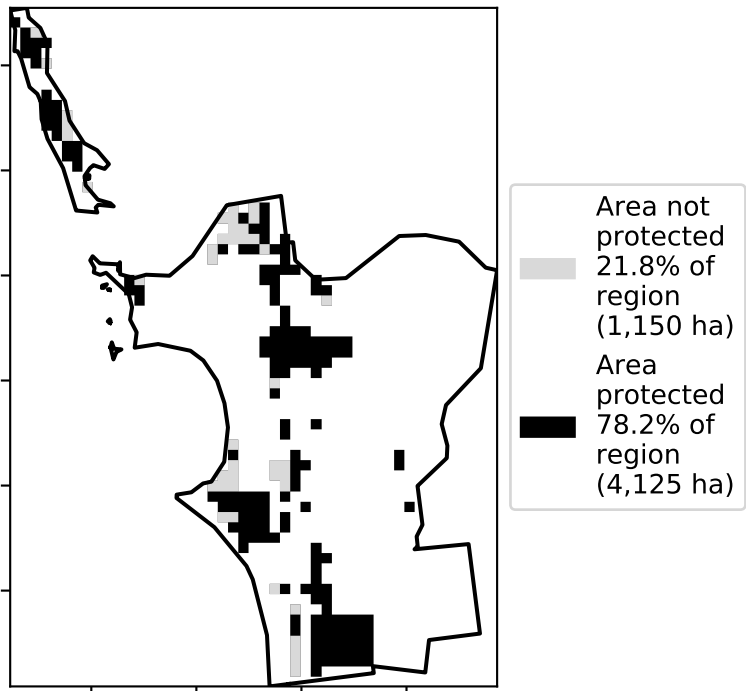 Area not
protected
21.8% of
region
(1,150 ha)
Area
protected
78.2% of
region
(4,125 ha)